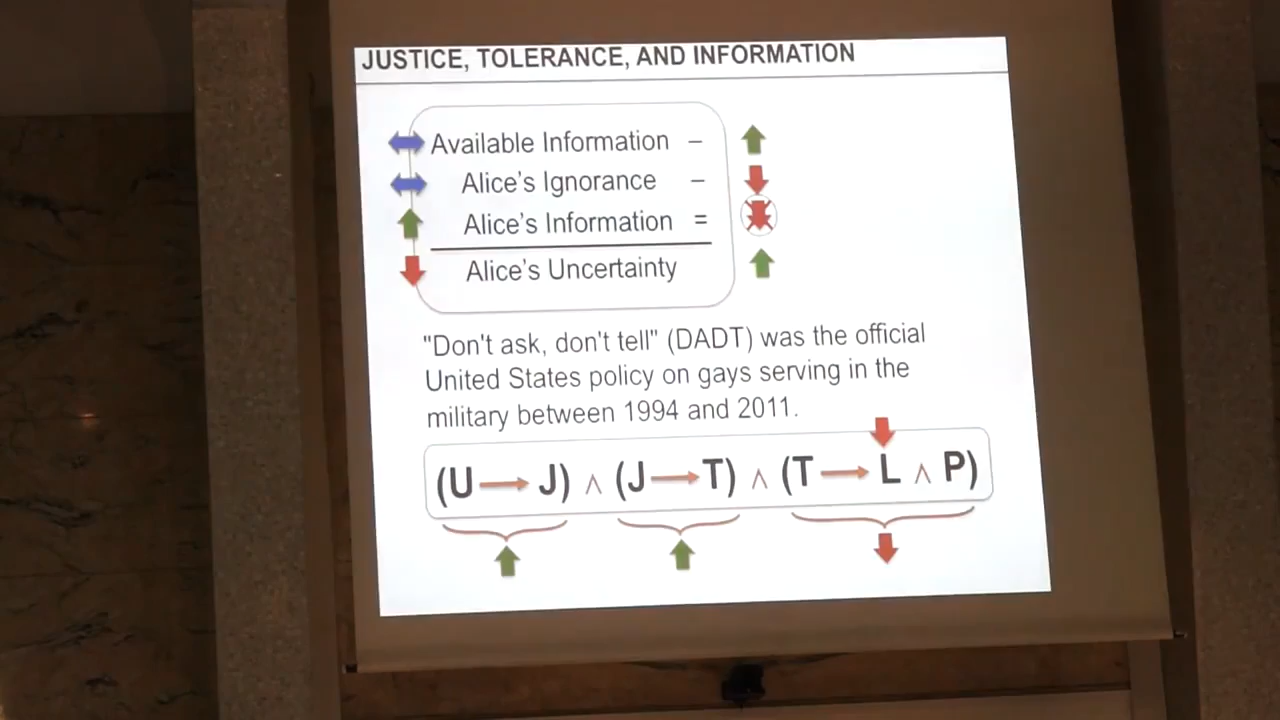 JUSTICE, TOLERANCE, AND INFORMATION
Available Information –
Alice's Ignorance –
Alice's Information =
Alice's Uncertainty
"Don't ask, don't tell" (DADT) was the official
United States policy on gays serving in the
military between 1994 and 2011.
(U → J) ∧ (J → T) ∧ (T → L ∧ P)